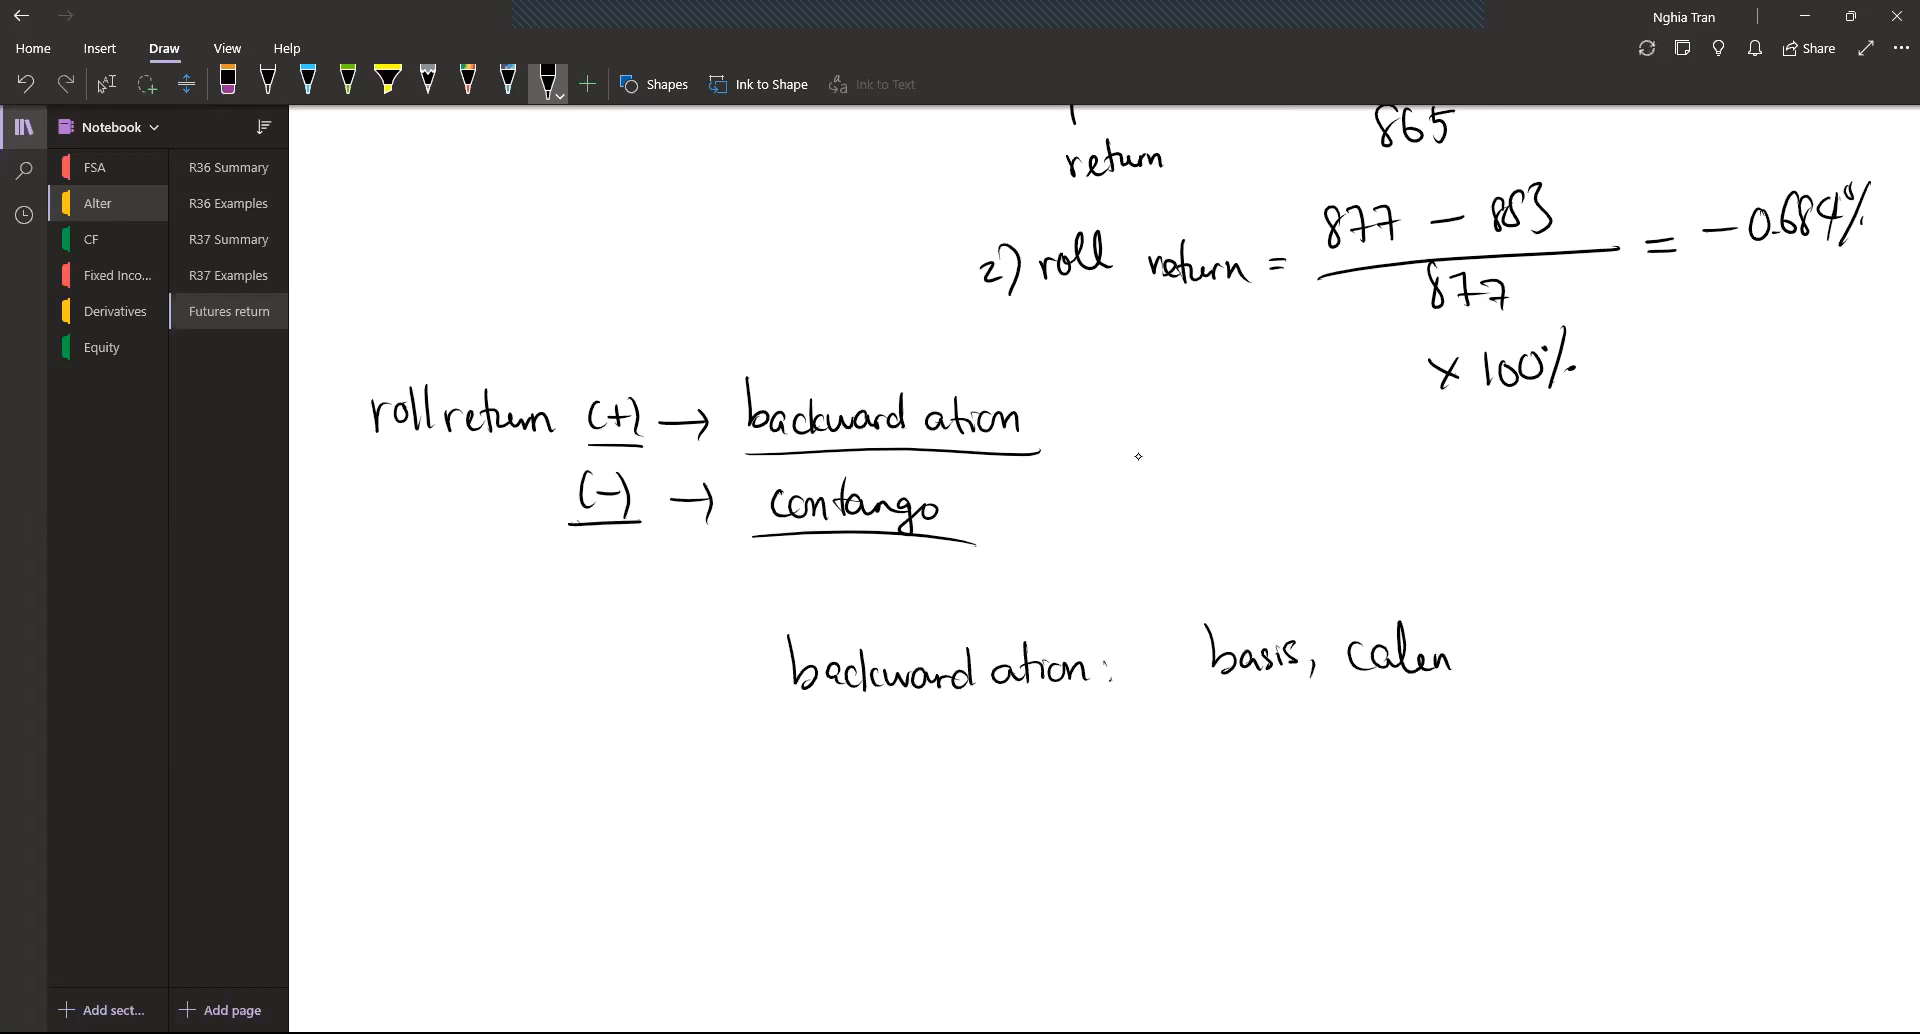 Nghia Tran
Home Insert Draw View Help
Share
Shapes Ink to Shape Ink to Text
Notebook
FSA
Alter
CF
Fixed Inco...
Derivatives
Equity
R36 Summary
R36 Examples
R37 Summary
R37 Examples
Futures return
Add sect...
Add page
865
return
2) roll return = 877 - 883 = - 0.684%
877
x 100%
roll return (+) → backward ation
(-) → contango
backward ation: basis, calen